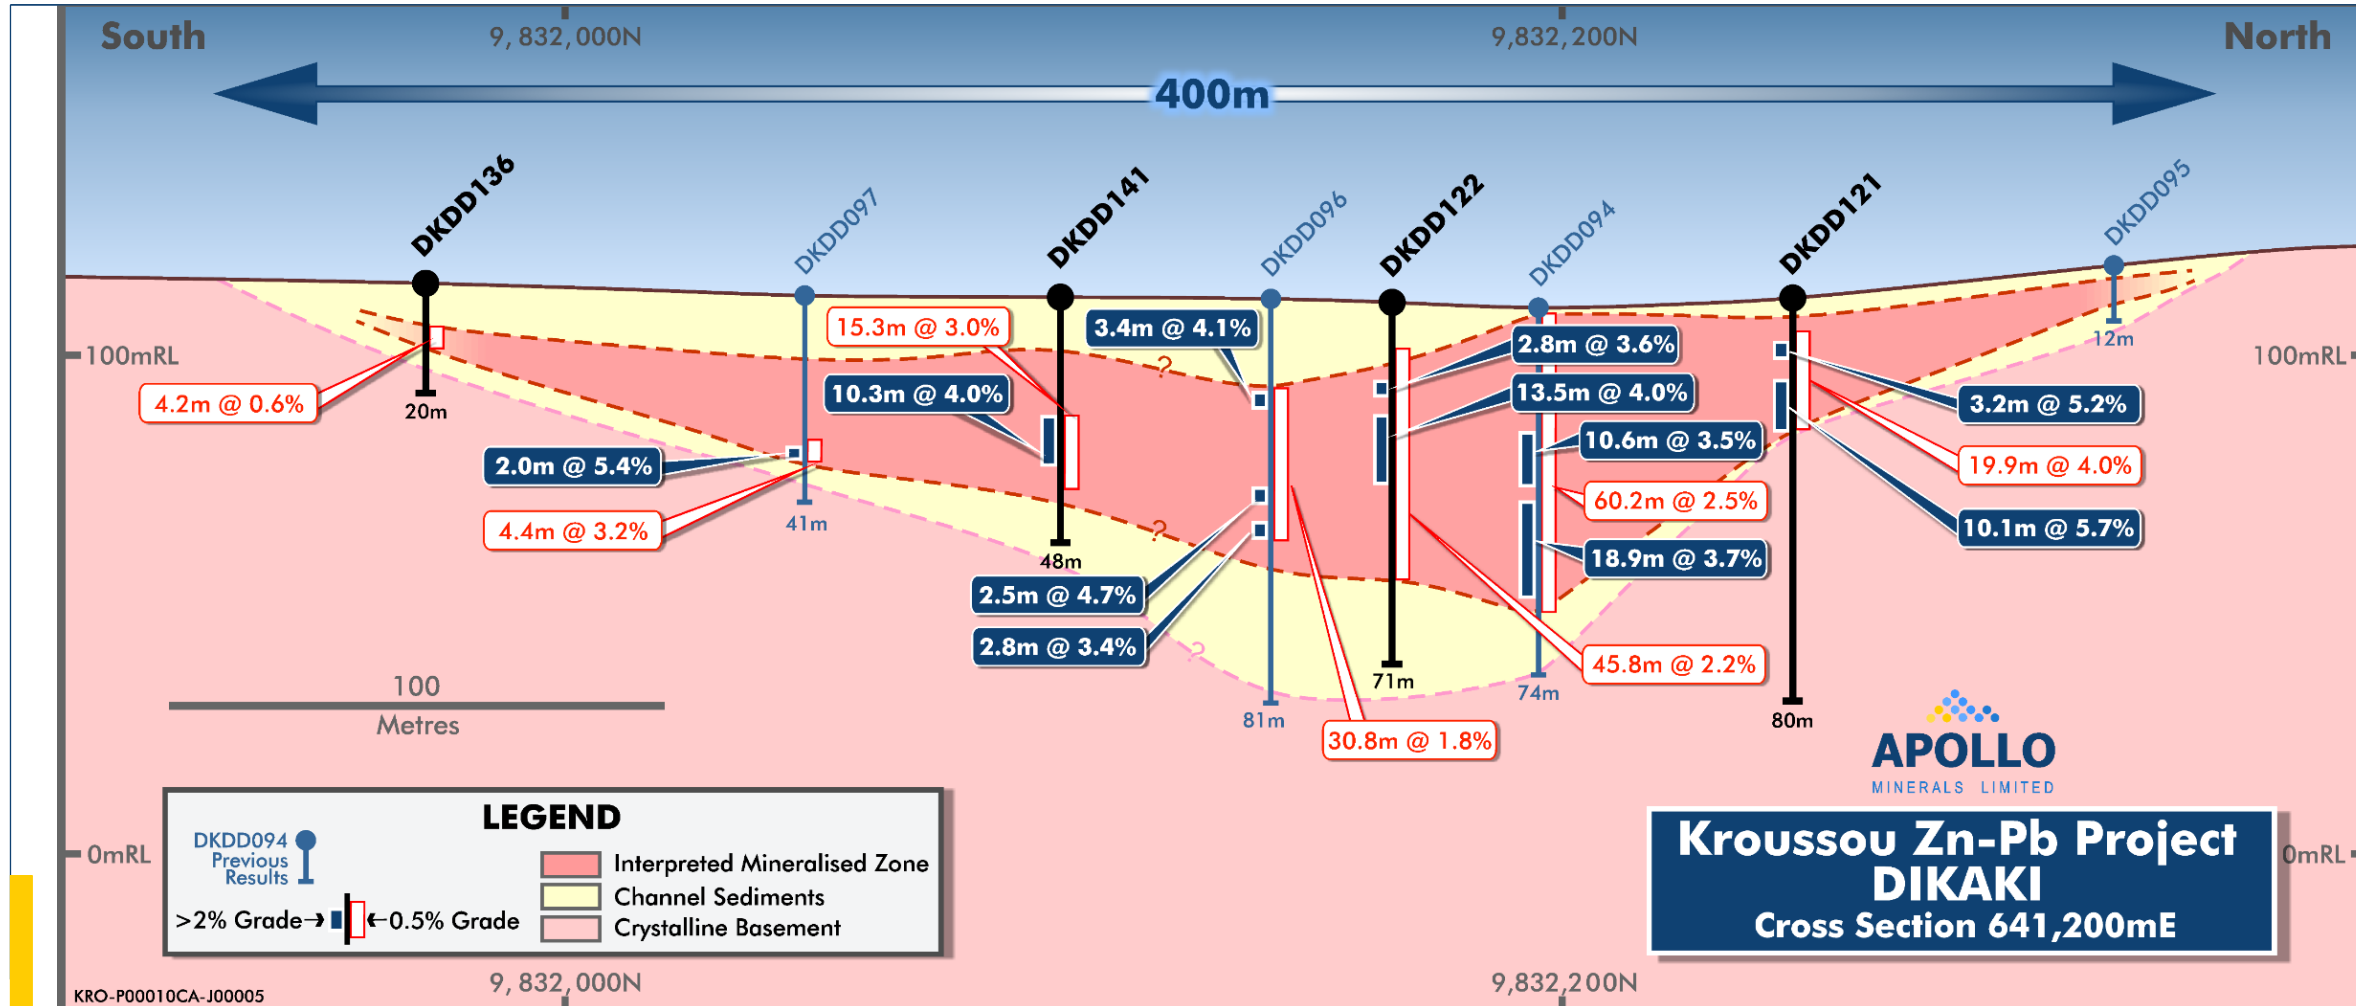 South
9,832,000N
9,832,200N
North
400m
DKDD136
DKDD097
DKDD141
DKDD096
DKDD122
DKDD094
DKDD121
DKDD095
15.3m @ 3.0%
3.4m @ 4.1%
2.8m @ 3.6%
100mRL
100mRL
12m
4.2m @ 0.6%
20m
10.3m @ 4.0%
13.5m @ 4.0%
3.2m @ 5.2%
10.6m @ 3.5%
2.0m @ 5.4%
19.9m @ 4.0%
60.2m @ 2.5%
4.4m @ 3.2%
41m
10.1m @ 5.7%
?
?
48m
18.9m @ 3.7%
2.5m @ 4.7%
2.8m @ 3.4%
?
45.8m @ 2.2%
71m
74m
81m
80m
30.8m @ 1.8%
100
Metres
APOLLO
MINERALS LIMITED
LEGEND
DKDD094
Previous
Results
>2% Grade
0.5% Grade
Interpreted Mineralised Zone
Channel Sediments
Crystalline Basement
0mRL
0mRL
Kroussou Zn-Pb Project
DIKAKI
Cross Section 641,200mE
9,832,000N
9,832,200N
KRO-P00010CA-J00005